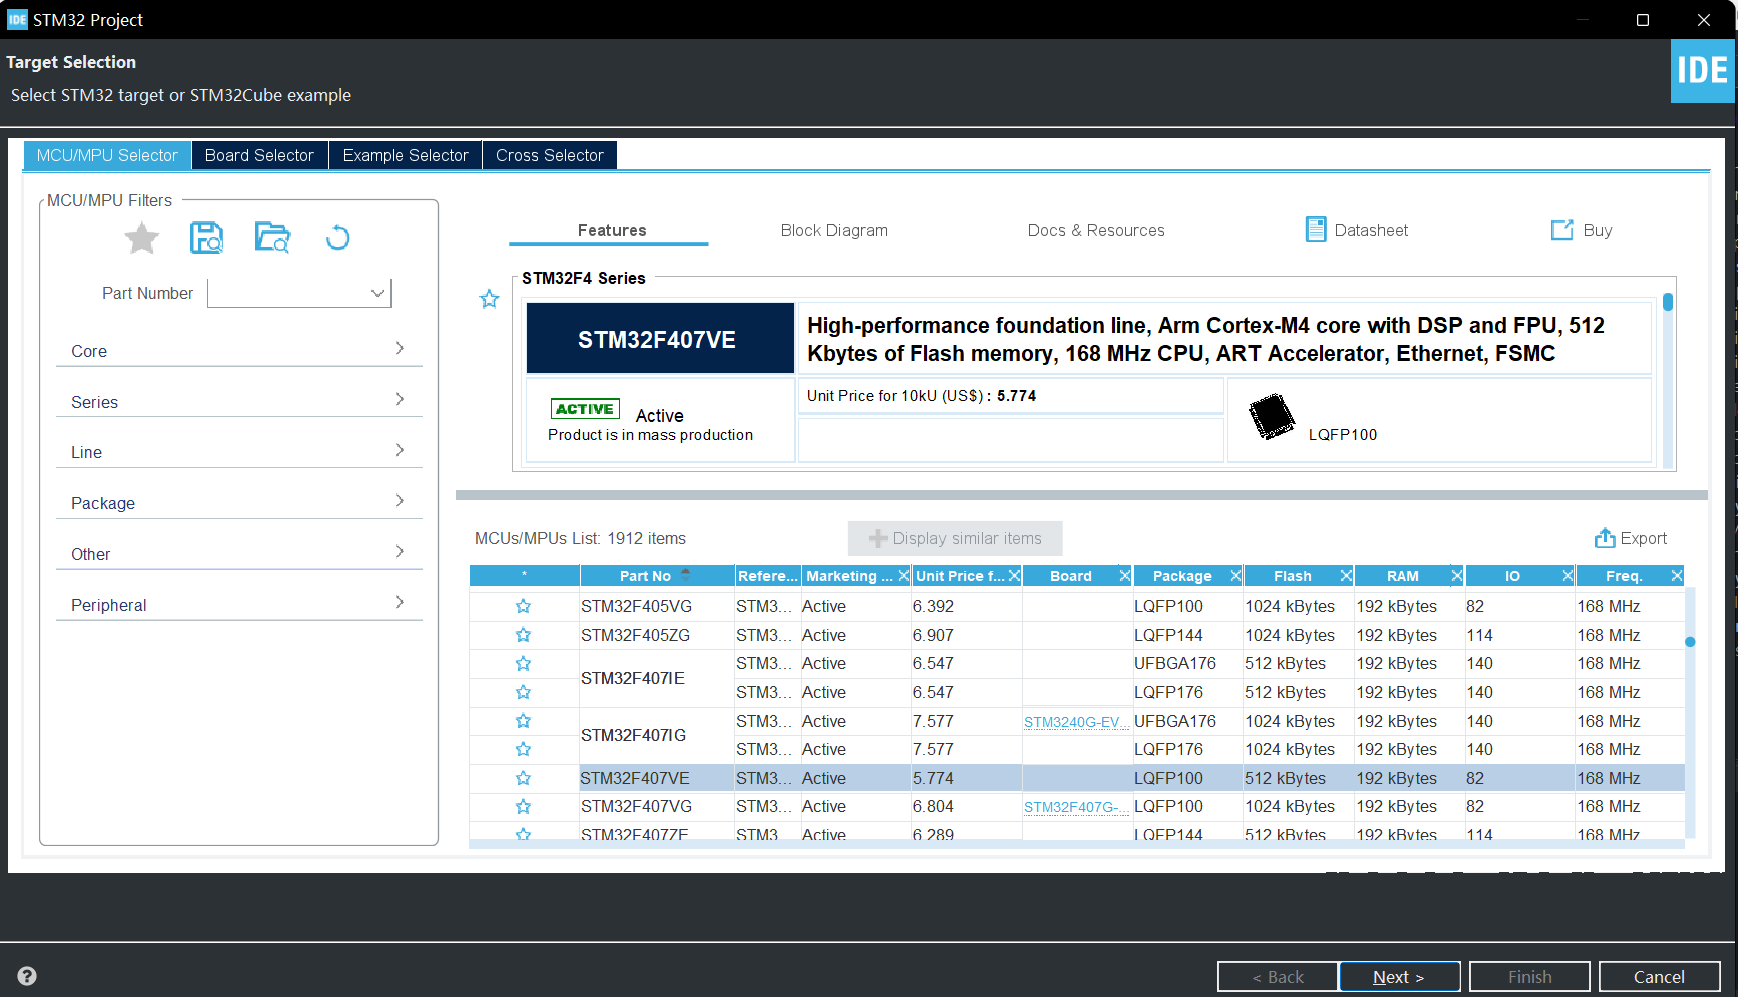 IDE STM32 Project
Target Selection
Select STM32 target or STM32Cube example
IDE
MCU/MPU Selector Board Selector Example Selector Cross Selector
MCU/MPU Filters
Part Number
Core
Series
Line
Package
Other
Peripheral
Features Block Diagram Docs & Resources Datasheet Buy
STM32F4 Series
STM32F407VE
High-performance foundation line, Arm Cortex-M4 core with DSP and FPU, 512
Kbytes of Flash memory, 168 MHz CPU, ART Accelerator, Ethernet, FSMC
ACTIVE Active
Product is in mass production
Unit Price for 10kU (US$) : 5.774
LQFP100
MCUs/MPUs List: 1912 items
Display similar items
Export
* Part No Refere... Marketing ... Unit Price f... Board Package Flash RAM IO Freq.
STM32F405VG STM3... Active 6.392 LQFP100 1024 kBytes 192 kBytes 82 168 MHz
STM32F405ZG STM3... Active 6.907 LQFP144 1024 kBytes 192 kBytes 114 168 MHz
STM32F407IE STM3... Active 6.547 UFBGA176 512 kBytes 192 kBytes 140 168 MHz
STM3... Active 6.547 LQFP176 512 kBytes 192 kBytes 140 168 MHz
STM32F407IG STM3... Active 7.577 STM3240G-EV... UFBGA176 1024 kBytes 192 kBytes 140 168 MHz
STM3... Active 7.577 LQFP176 1024 kBytes 192 kBytes 140 168 MHz
STM32F407VE STM3... Active 5.774 LQFP100 512 kBytes 192 kBytes 82 168 MHz
STM32F407VG STM3... Active 6.804 STM32F407G-... LQFP100 1024 kBytes 192 kBytes 82 168 MHz
STM32F407ZE STM3 Active 6.289 LQFP144 512 kBytes 192 kBytes 114 168 MHz
?
< Back Next > Finish Cancel